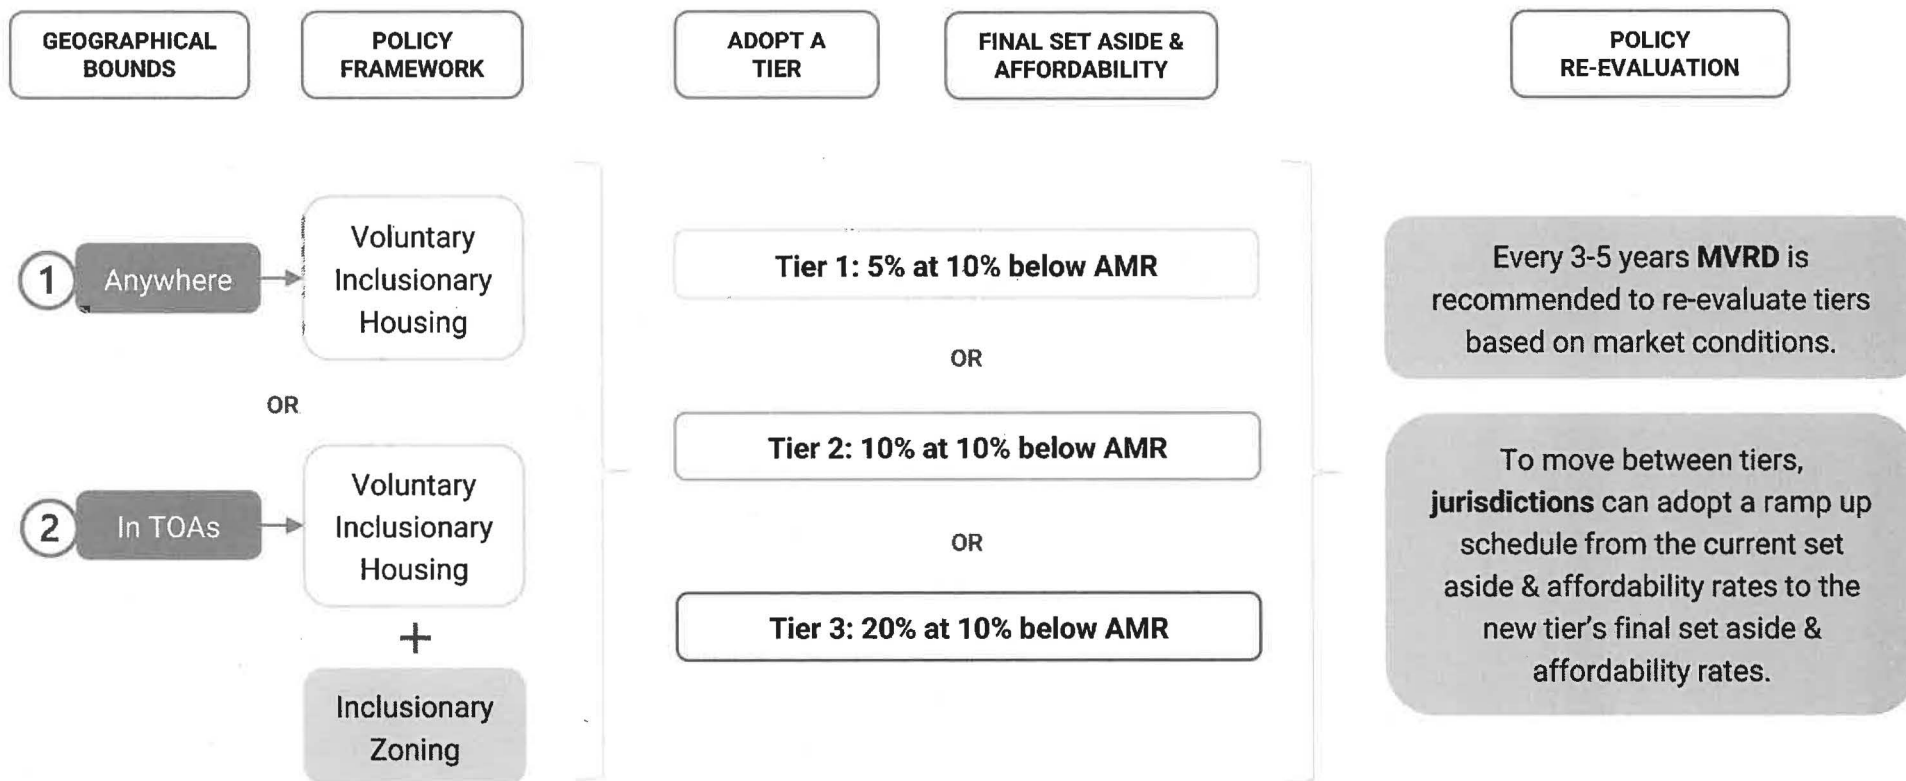 GEOGRAPHICAL
BOUNDS
POLICY
FRAMEWORK
ADOPT A
TIER
FINAL SET ASIDE &
AFFORDABILITY
POLICY
RE-EVALUATION
1
Anywhere
Voluntary
Inclusionary
Housing
OR
2
In TOAs
Voluntary
Inclusionary
Housing
+
Inclusionary
Zoning
Tier 1: 5% at 10% below AMR
OR
Tier 2: 10% at 10% below AMR
OR
Tier 3: 20% at 10% below AMR
Every 3-5 years MVRD is
recommended to re-evaluate tiers
based on market conditions.
To move between tiers,
jurisdictions can adopt a ramp up
schedule from the current set
aside & affordability rates to the
new tier's final set aside &
affordability rates.